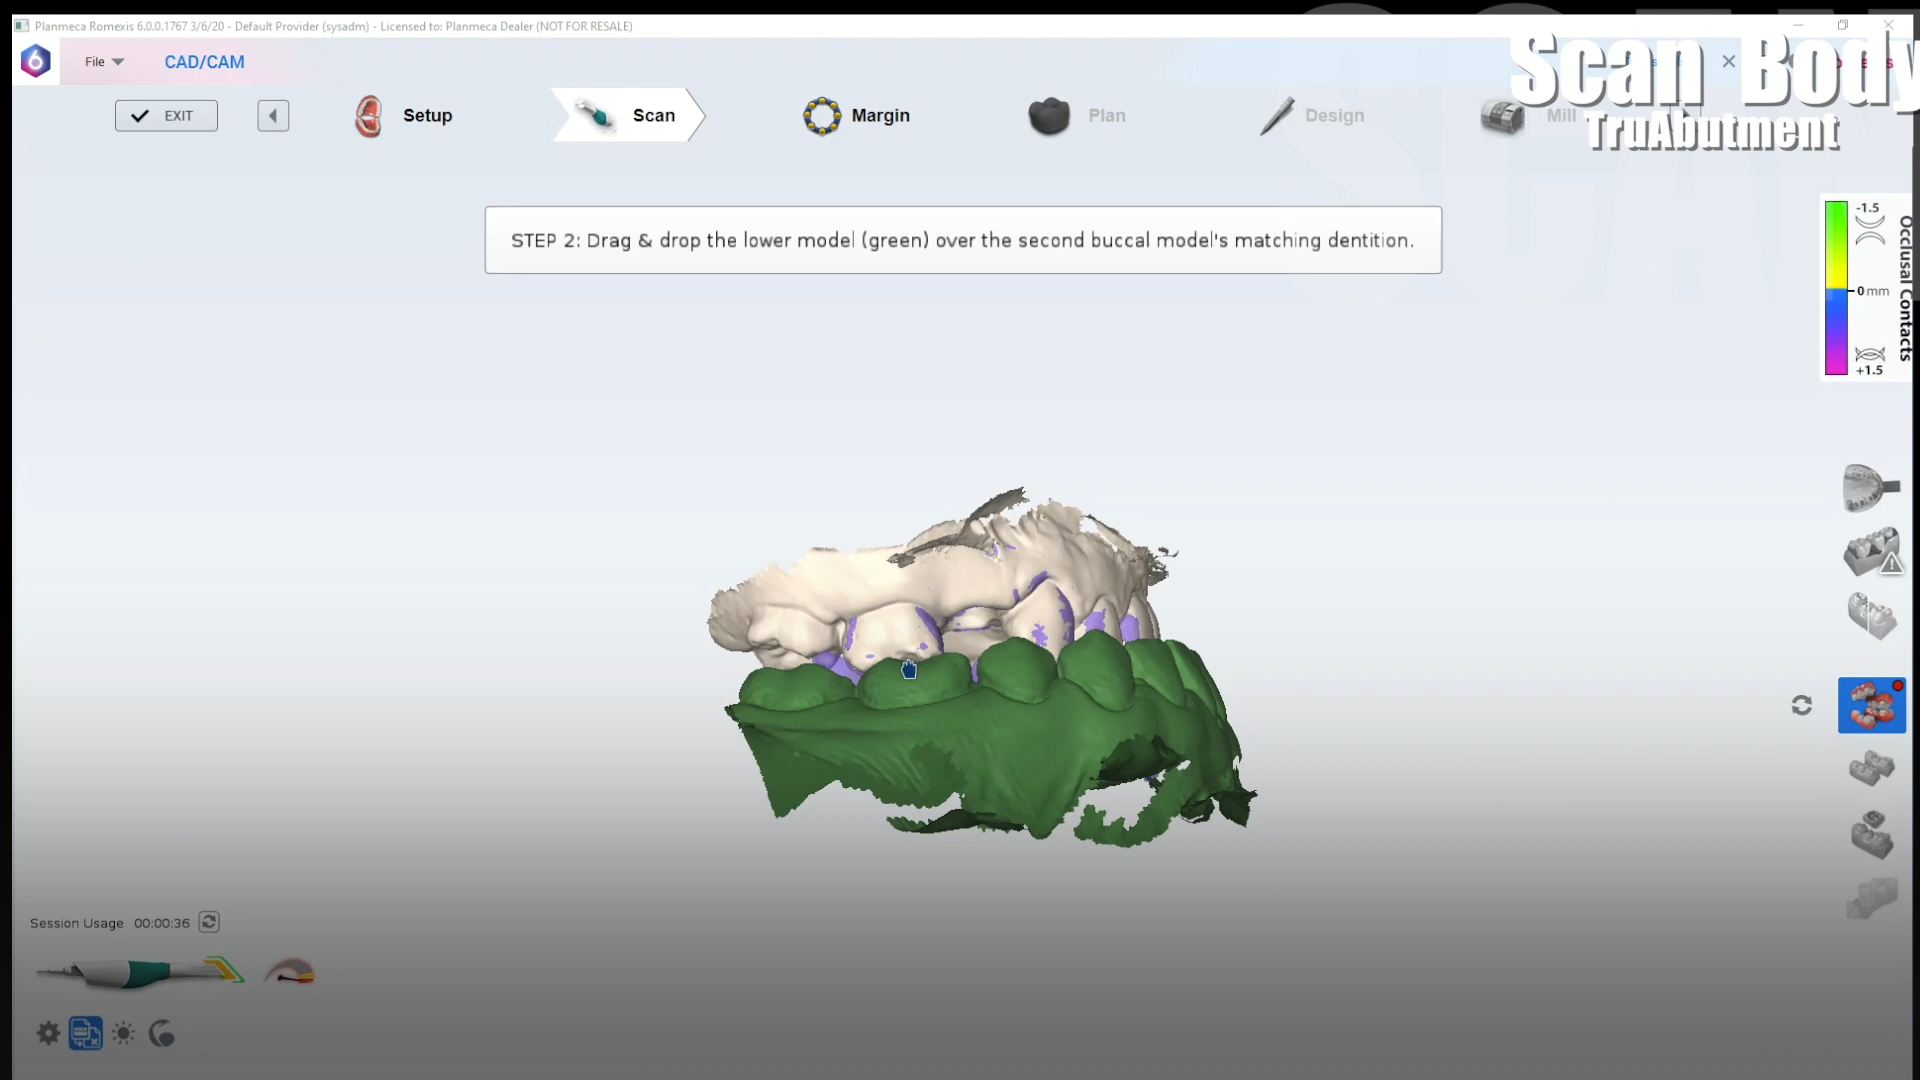 Planmeca Romexis 6.0.0.1767 3/6/20 - Default Provider (sysadm) - Licensed to: Planmeca Dealer (NOT FOR RESALE)
6 File CAD/CAM
Scan Body
TruAbutment
EXIT Setup Scan Margin Plan Design Mill
STEP 2: Drag & drop the lower model (green) over the second buccal model's matching dentition.
-1.5
0 mm
+1.5
Occlusal Contacts
Session Usage 00:00:36